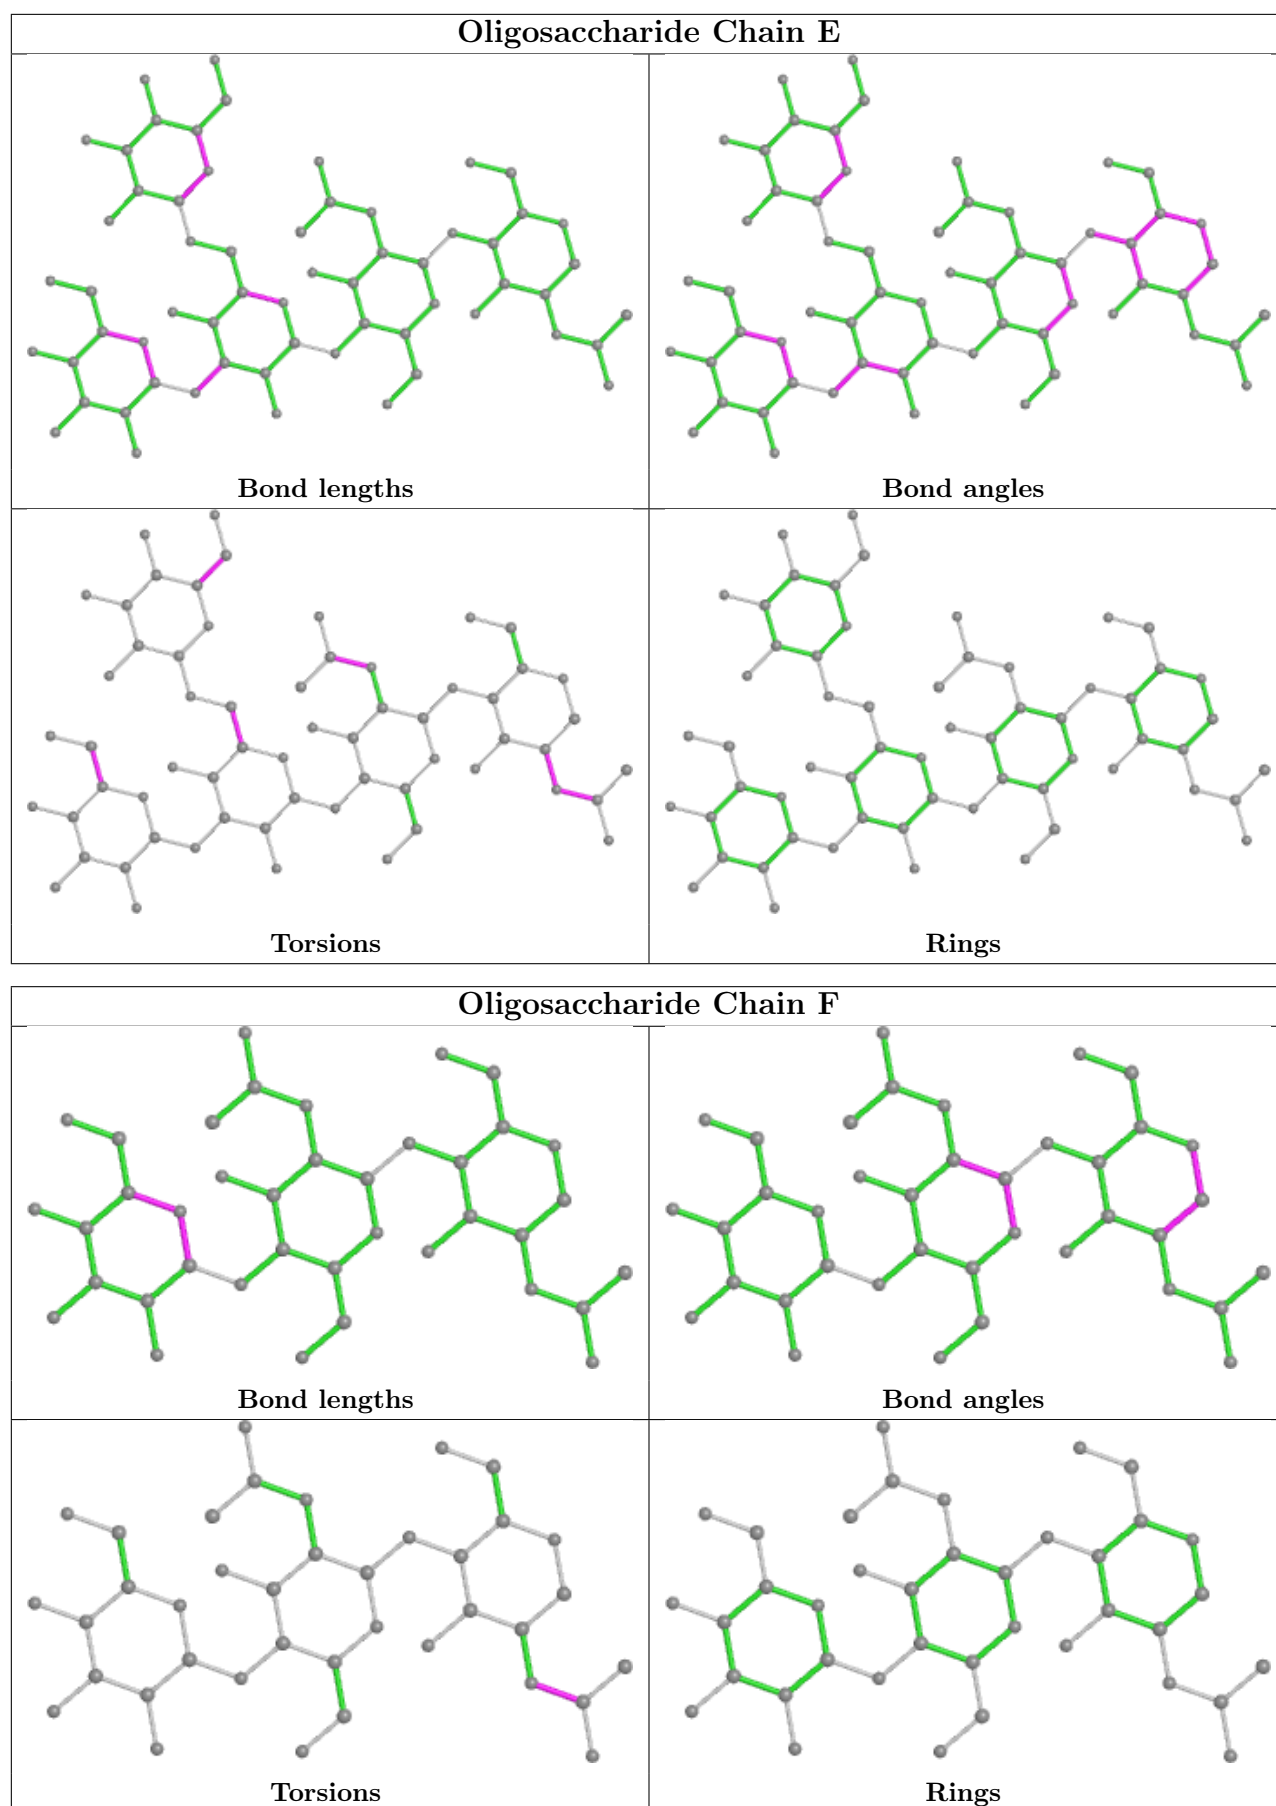 Oligosaccharide Chain E
Bond lengths
Bond angles
Torsions
Rings
Oligosaccharide Chain F
Bond lengths
Bond angles
Torsions
Rings